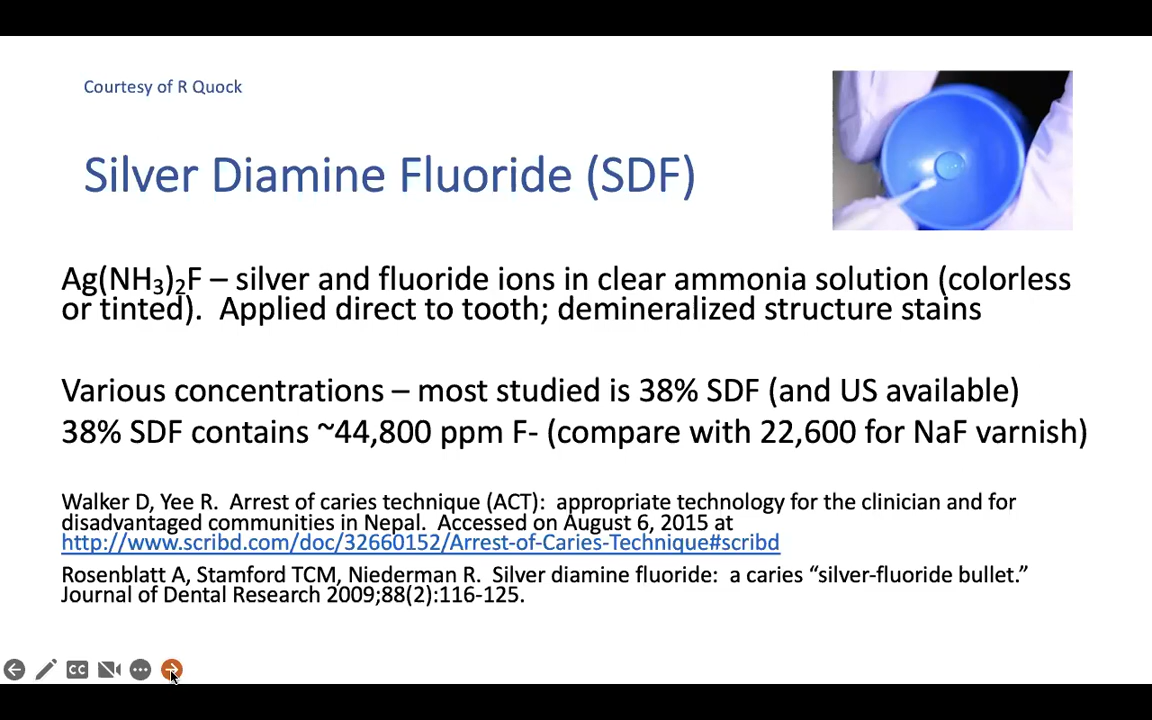 Courtesy of R Quock
Silver Diamine Fluoride (SDF)
Ag(NH₃)₂F – silver and fluoride ions in clear ammonia solution (colorless
or tinted).  Applied direct to tooth; demineralized structure stains
Various concentrations – most studied is 38% SDF (and US available)
38% SDF contains ~44,800 ppm F- (compare with 22,600 for NaF varnish)
Walker D, Yee R.  Arrest of caries technique (ACT):  appropriate technology for the clinician and for
disadvantaged communities in Nepal.  Accessed on August 6, 2015 at
http://www.scribd.com/doc/32660152/Arrest-of-Caries-Technique#scribd
Rosenblatt A, Stamford TCM, Niederman R.  Silver diamine fluoride:  a caries “silver-fluoride bullet.”
Journal of Dental Research 2009;88(2):116-125.
CC